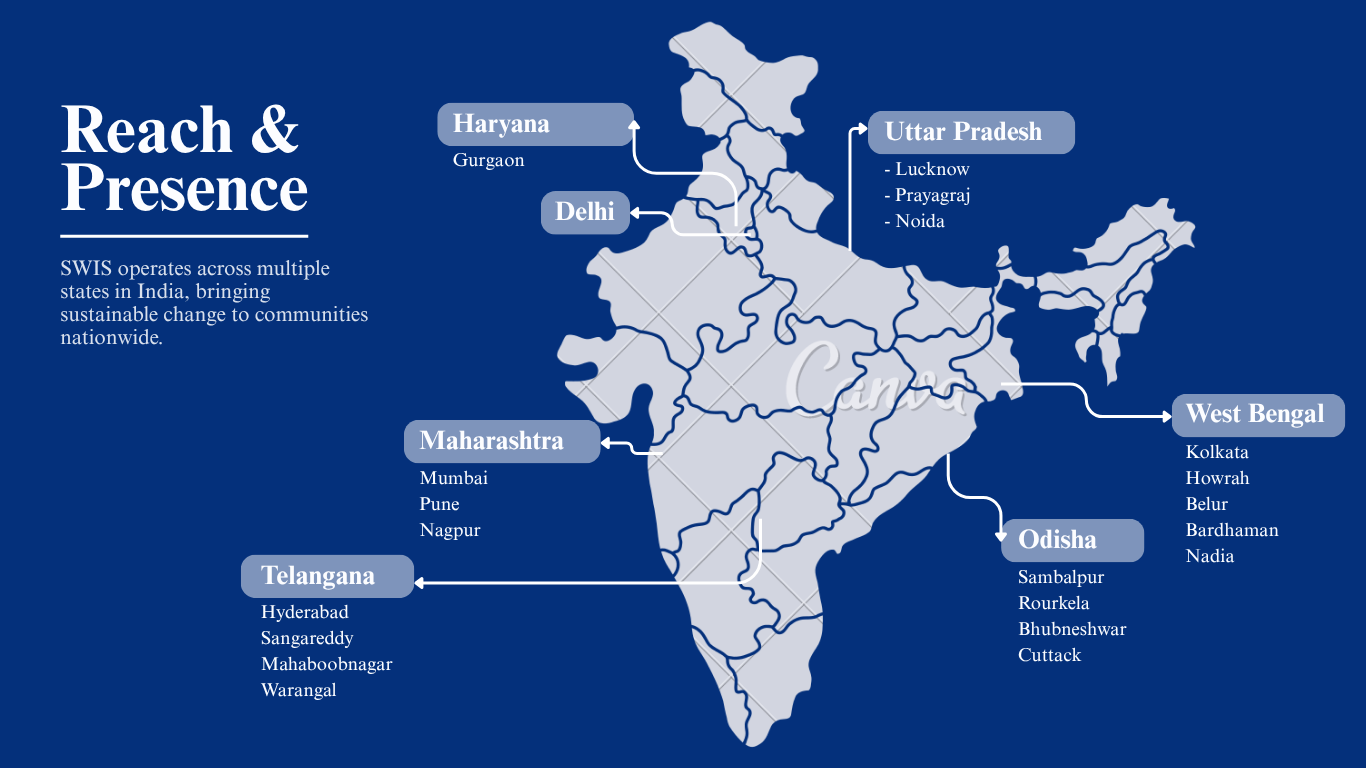 Reach &
Presence
SWIS operates across multiple
states in India, bringing
sustainable change to communities
nationwide.
Haryana
Gurgaon
Delhi
Uttar Pradesh
- Lucknow
- Prayagraj
- Noida
Canva
Maharashtra
Mumbai
Pune
Nagpur
Telangana
Hyderabad
Sangareddy
Mahaboobnagar
Warangal
West Bengal
Kolkata
Howrah
Belur
Bardhaman
Nadia
Odisha
Sambalpur
Rourkela
Bhubneshwar
Cuttack